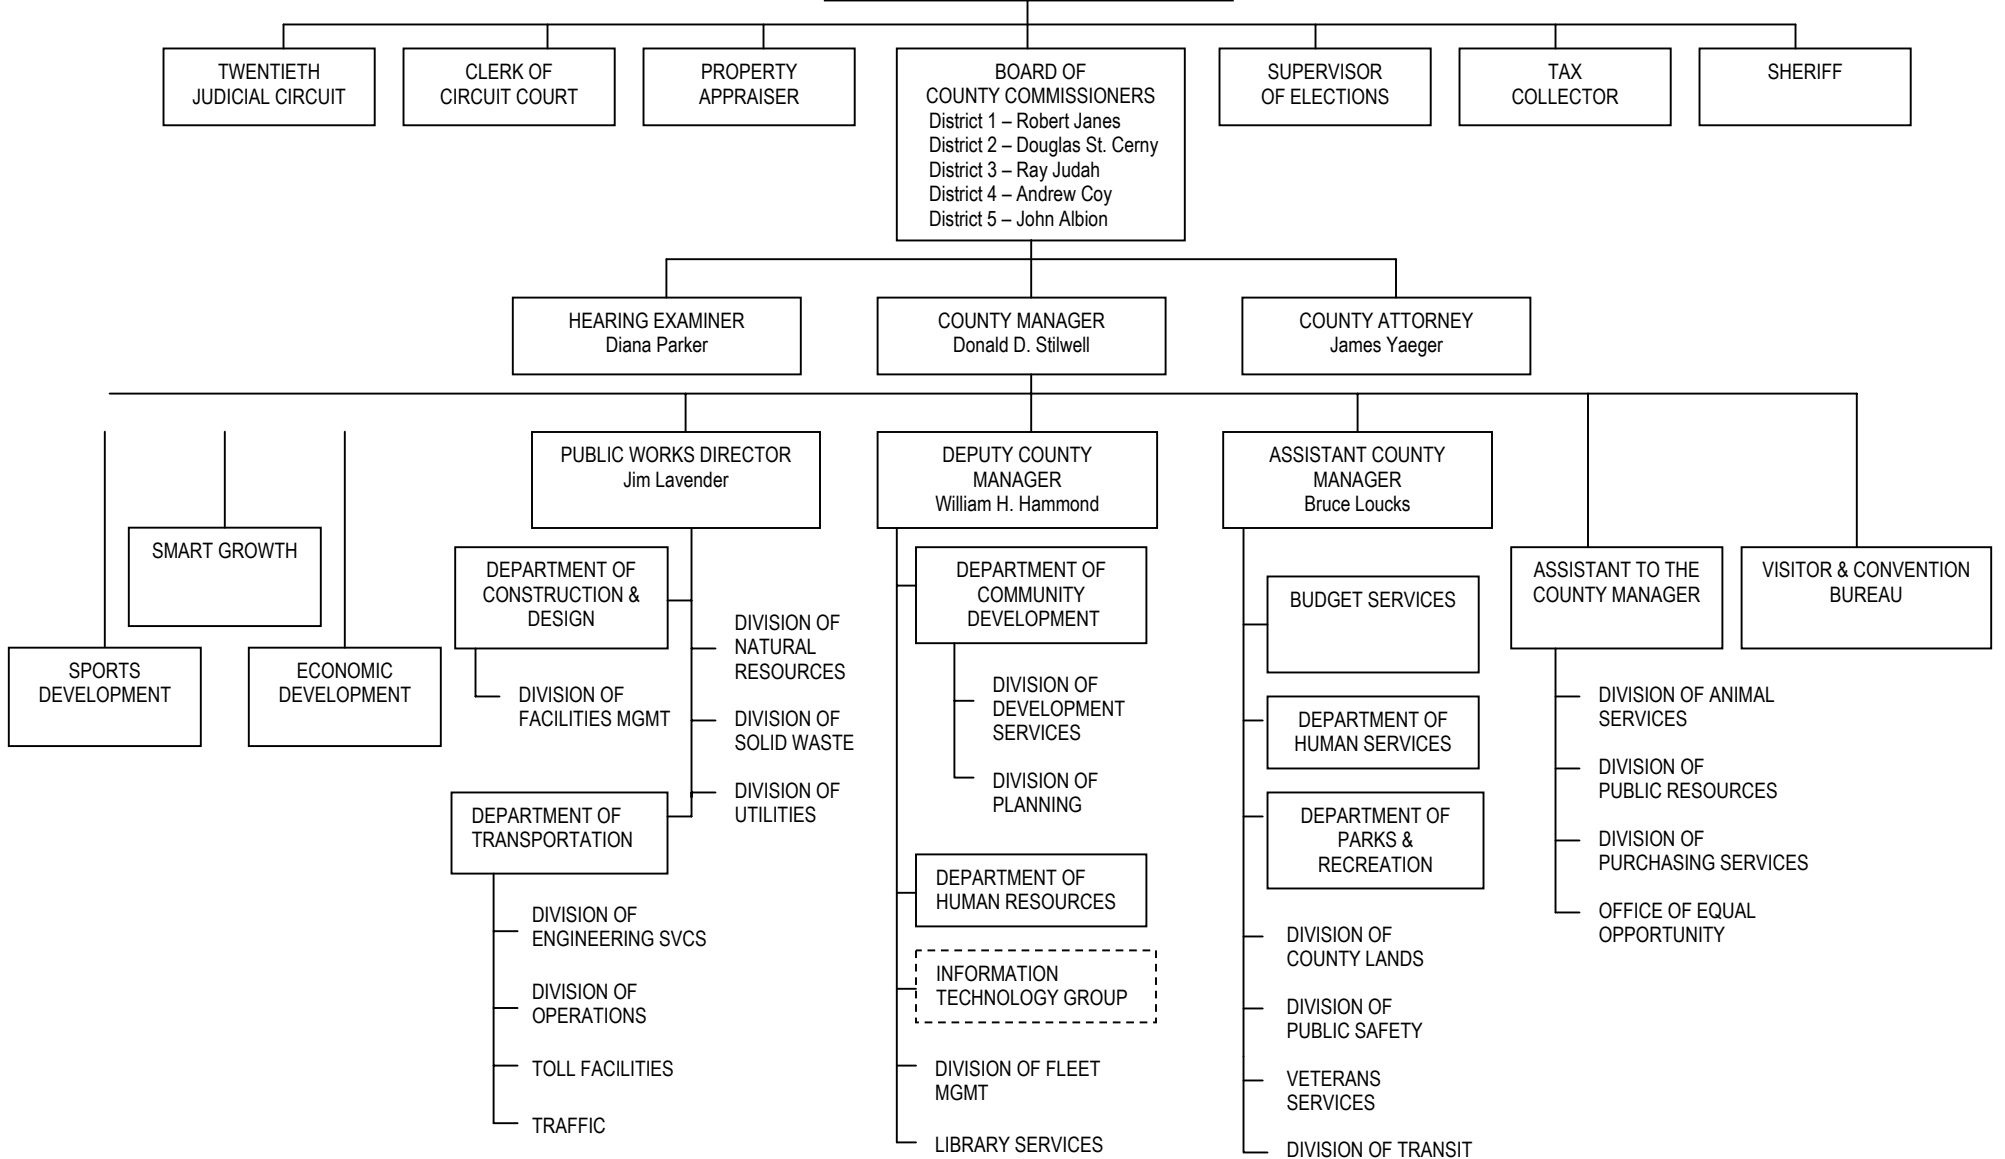 TWENTIETH
JUDICIAL CIRCUIT
CLERK OF
CIRCUIT COURT
PROPERTY
APPRAISER
BOARD OF
COUNTY COMMISSIONERS
District 1 – Robert Janes
District 2 – Douglas St. Cerny
District 3 – Ray Judah
District 4 – Andrew Coy
District 5 – John Albion
SUPERVISOR
OF ELECTIONS
TAX
COLLECTOR
SHERIFF
HEARING EXAMINER
Diana Parker
COUNTY MANAGER
Donald D. Stilwell
COUNTY ATTORNEY
James Yaeger
SPORTS
DEVELOPMENT
SMART GROWTH
ECONOMIC
DEVELOPMENT
PUBLIC WORKS DIRECTOR
Jim Lavender
DEPARTMENT OF
CONSTRUCTION &
DESIGN
DIVISION OF
FACILITIES MGMT
DIVISION OF
NATURAL
RESOURCES
DIVISION OF
SOLID WASTE
DIVISION OF
UTILITIES
DEPARTMENT OF
TRANSPORTATION
DIVISION OF
ENGINEERING SVCS
DIVISION OF
OPERATIONS
TOLL FACILITIES
TRAFFIC
DEPUTY COUNTY
MANAGER
William H. Hammond
DEPARTMENT OF
COMMUNITY
DEVELOPMENT
DIVISION OF
DEVELOPMENT
SERVICES
DIVISION OF
PLANNING
DEPARTMENT OF
HUMAN RESOURCES
INFORMATION
TECHNOLOGY GROUP
DIVISION OF FLEET
MGMT
LIBRARY SERVICES
ASSISTANT COUNTY
MANAGER
Bruce Loucks
BUDGET SERVICES
DEPARTMENT OF
HUMAN SERVICES
DEPARTMENT OF
PARKS &
RECREATION
DIVISION OF
COUNTY LANDS
DIVISION OF
PUBLIC SAFETY
VETERANS
SERVICES
DIVISION OF TRANSIT
ASSISTANT TO THE
COUNTY MANAGER
DIVISION OF ANIMAL
SERVICES
DIVISION OF
PUBLIC RESOURCES
DIVISION OF
PURCHASING SERVICES
OFFICE OF EQUAL
OPPORTUNITY
VISITOR & CONVENTION
BUREAU